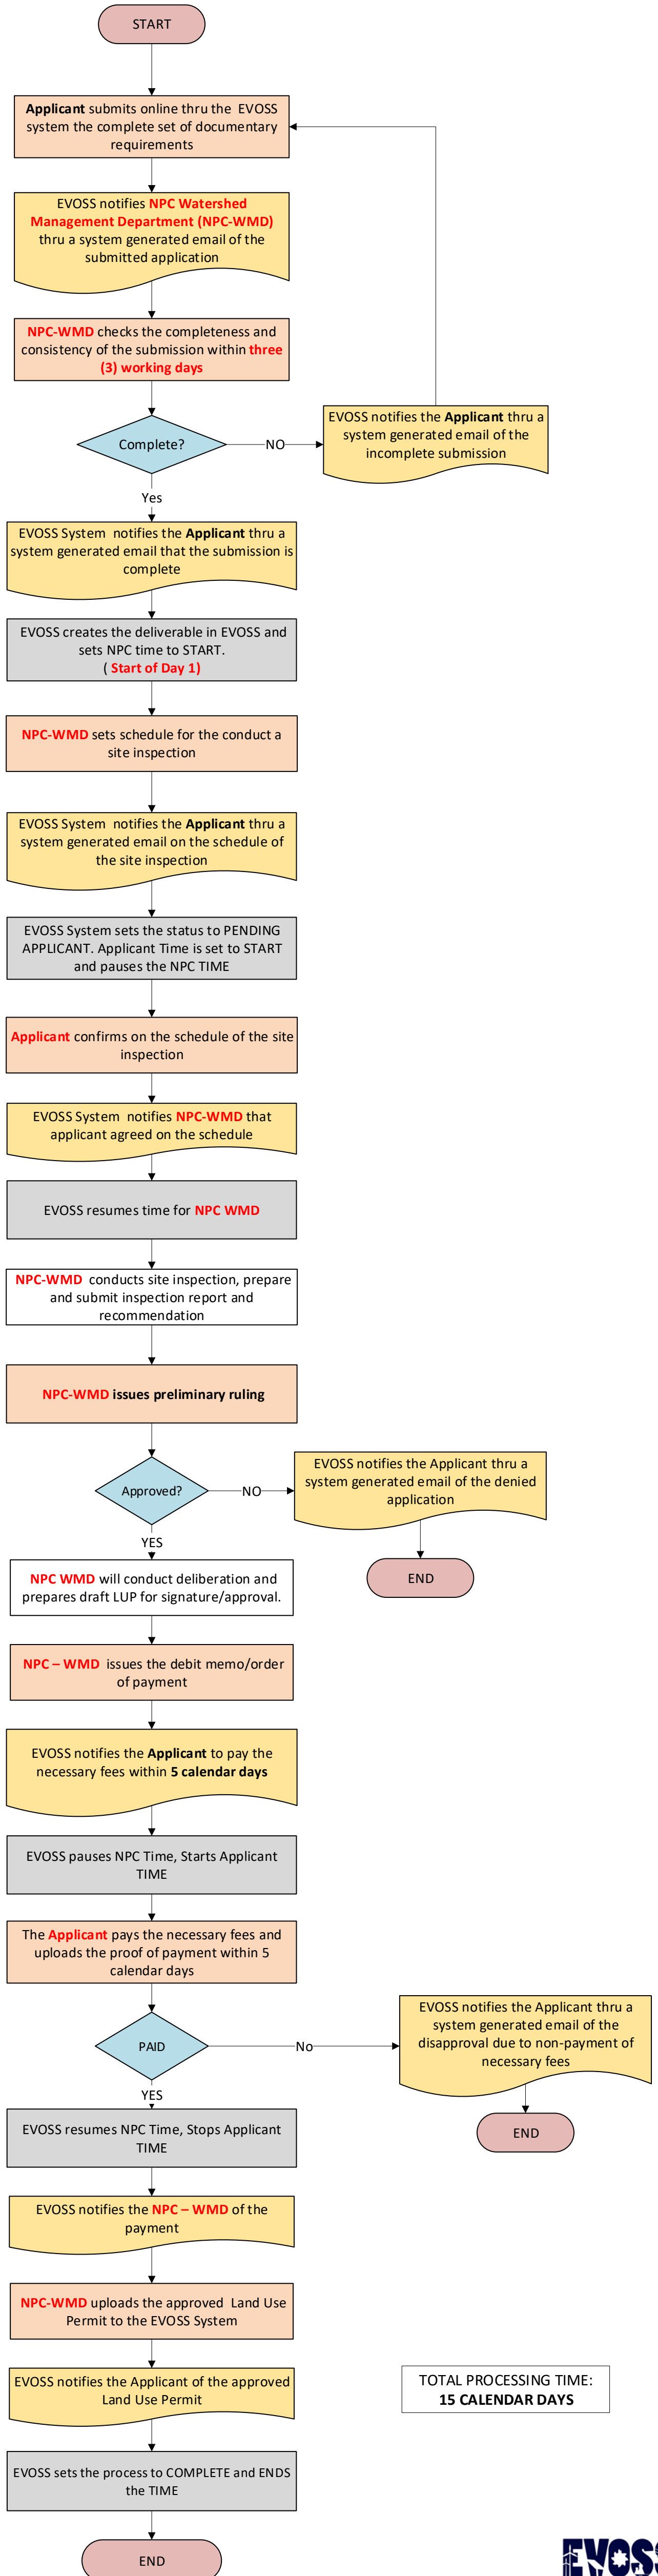 START
Applicant submits online thru the  EVOSS
system the complete set of documentary
requirements
EVOSS notifies NPC Watershed
Management Department (NPC-WMD)
thru a system generated email of the
submitted application
NPC-WMD checks the completeness and
consistency of the submission within three
(3) working days
Complete?
NO
EVOSS notifies the Applicant thru a
system generated email of the
incomplete submission
Yes
EVOSS System  notifies the Applicant thru a
system generated email that the submission is
complete
EVOSS creates the deliverable in EVOSS and
sets NPC time to START.
( Start of Day 1)
NPC-WMD sets schedule for the conduct a
site inspection
EVOSS System  notifies the Applicant thru a
system generated email on the schedule of
the site inspection
EVOSS System sets the status to PENDING
APPLICANT. Applicant Time is set to START
and pauses the NPC TIME
Applicant confirms on the schedule of the site
inspection
EVOSS System  notifies NPC-WMD that
applicant agreed on the schedule
EVOSS resumes time for NPC WMD
NPC-WMD  conducts site inspection, prepare
and submit inspection report and
recommendation
NPC-WMD issues preliminary ruling
Approved?
NO
EVOSS notifies the Applicant thru a
system generated email of the denied
application
END
YES
NPC WMD will conduct deliberation and
prepares draft LUP for signature/approval.
NPC – WMD  issues the debit memo/order
of payment
EVOSS notifies the Applicant to pay the
necessary fees within 5 calendar days
EVOSS pauses NPC Time, Starts Applicant
TIME
The Applicant pays the necessary fees and
uploads the proof of payment within 5
calendar days
PAID
No
EVOSS notifies the Applicant thru a
system generated email of the
disapproval due to non-payment of
necessary fees
END
YES
EVOSS resumes NPC Time, Stops Applicant
TIME
EVOSS notifies the NPC – WMD of the
payment
NPC-WMD uploads the approved  Land Use
Permit to the EVOSS System
EVOSS notifies the Applicant of the approved
Land Use Permit
TOTAL PROCESSING TIME:
15 CALENDAR DAYS
EVOSS sets the process to COMPLETE and ENDS
the TIME
END
EVOSS